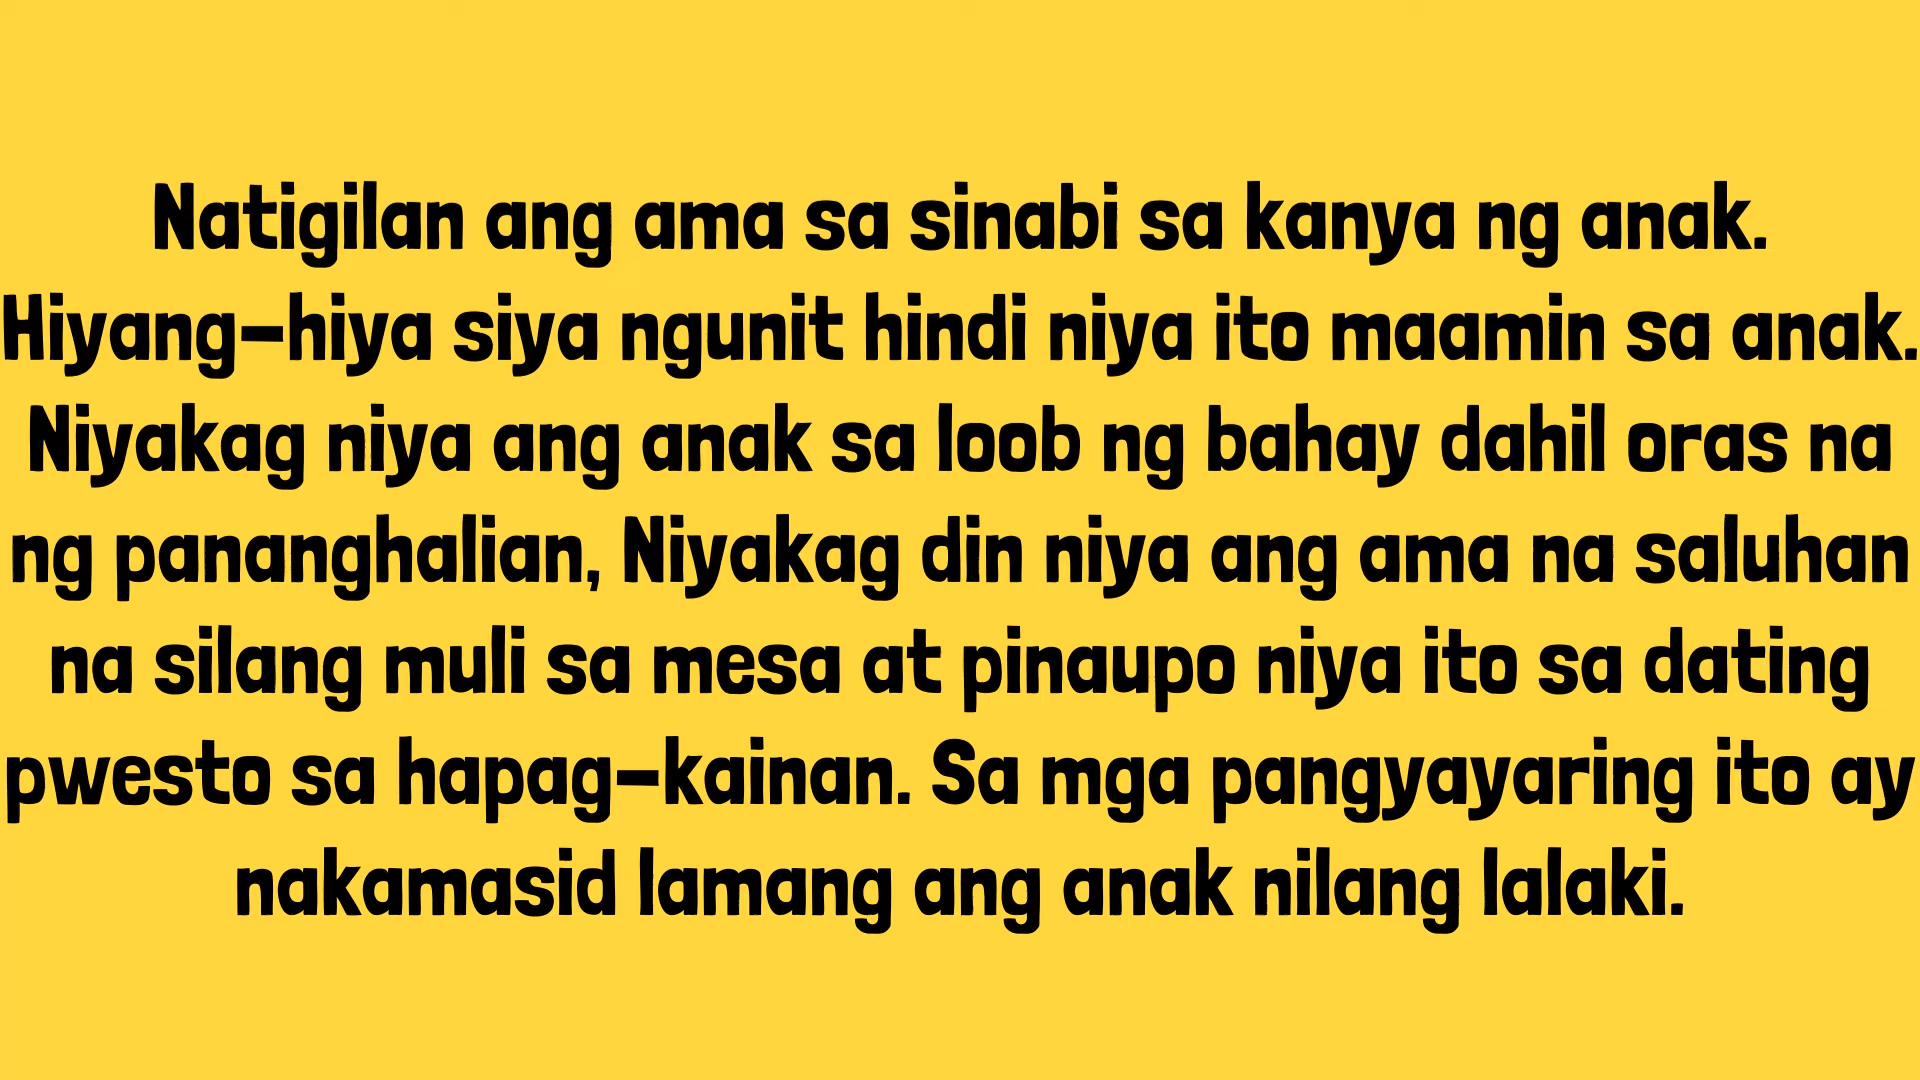 Natigilan ang ama sa sinabi sa kanya ng anak.
Hiyang-hiya siya ngunit hindi niya ito maamin sa anak.
Niyakag niya ang anak sa loob ng bahay dahil oras na
ng pananghalian, Niyakag din niya ang ama na saluhan
na silang muli sa mesa at pinaupo niya ito sa dating
pwesto sa hapag-kainan. Sa mga pangyayaring ito ay
nakamasid lamang ang anak nilang lalaki.